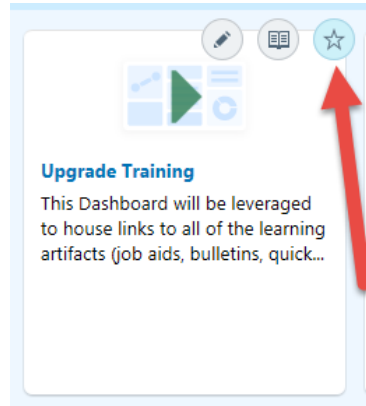 Upgrade Training
This Dashboard will be leveraged
to house links to all of the learning
artifacts (job aids, bulletins, quick...